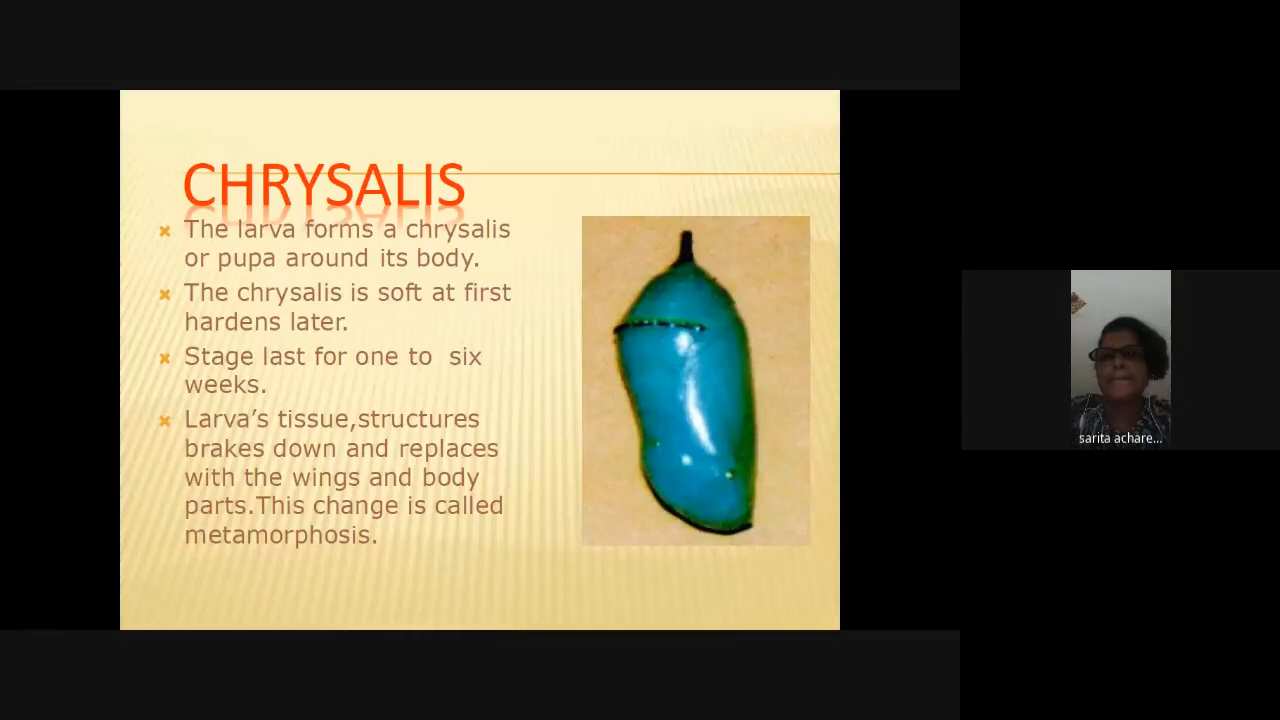 CHRYSALIS
The larva forms a chrysalis
or pupa around its body.
The chrysalis is soft at first
hardens later.
Stage last for one to six
weeks.
Larva's tissue,structures
brakes down and replaces
with the wings and body
parts.This change is called
metamorphosis.
sarita achare...